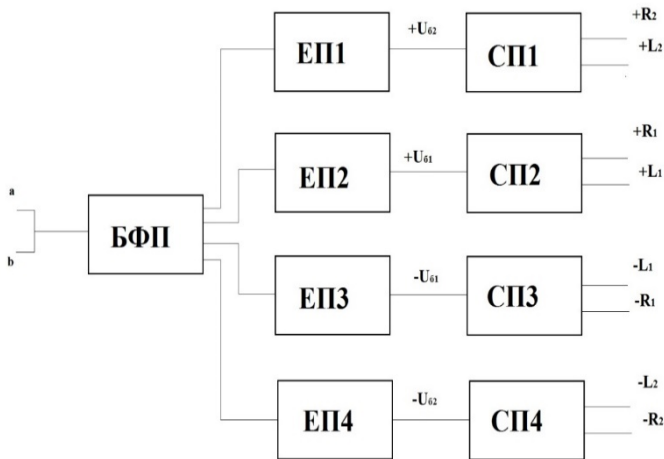 +R₂
ЕП1 +Uб2 СП1 +L₂
+R₁
ЕП2 +Uб1 СП2 +L₁
a
БФП
b
-L₁
ЕП3 -Uб1 СП3 -R₁
-L₂
ЕП4 -Uб2 СП4 -R₂